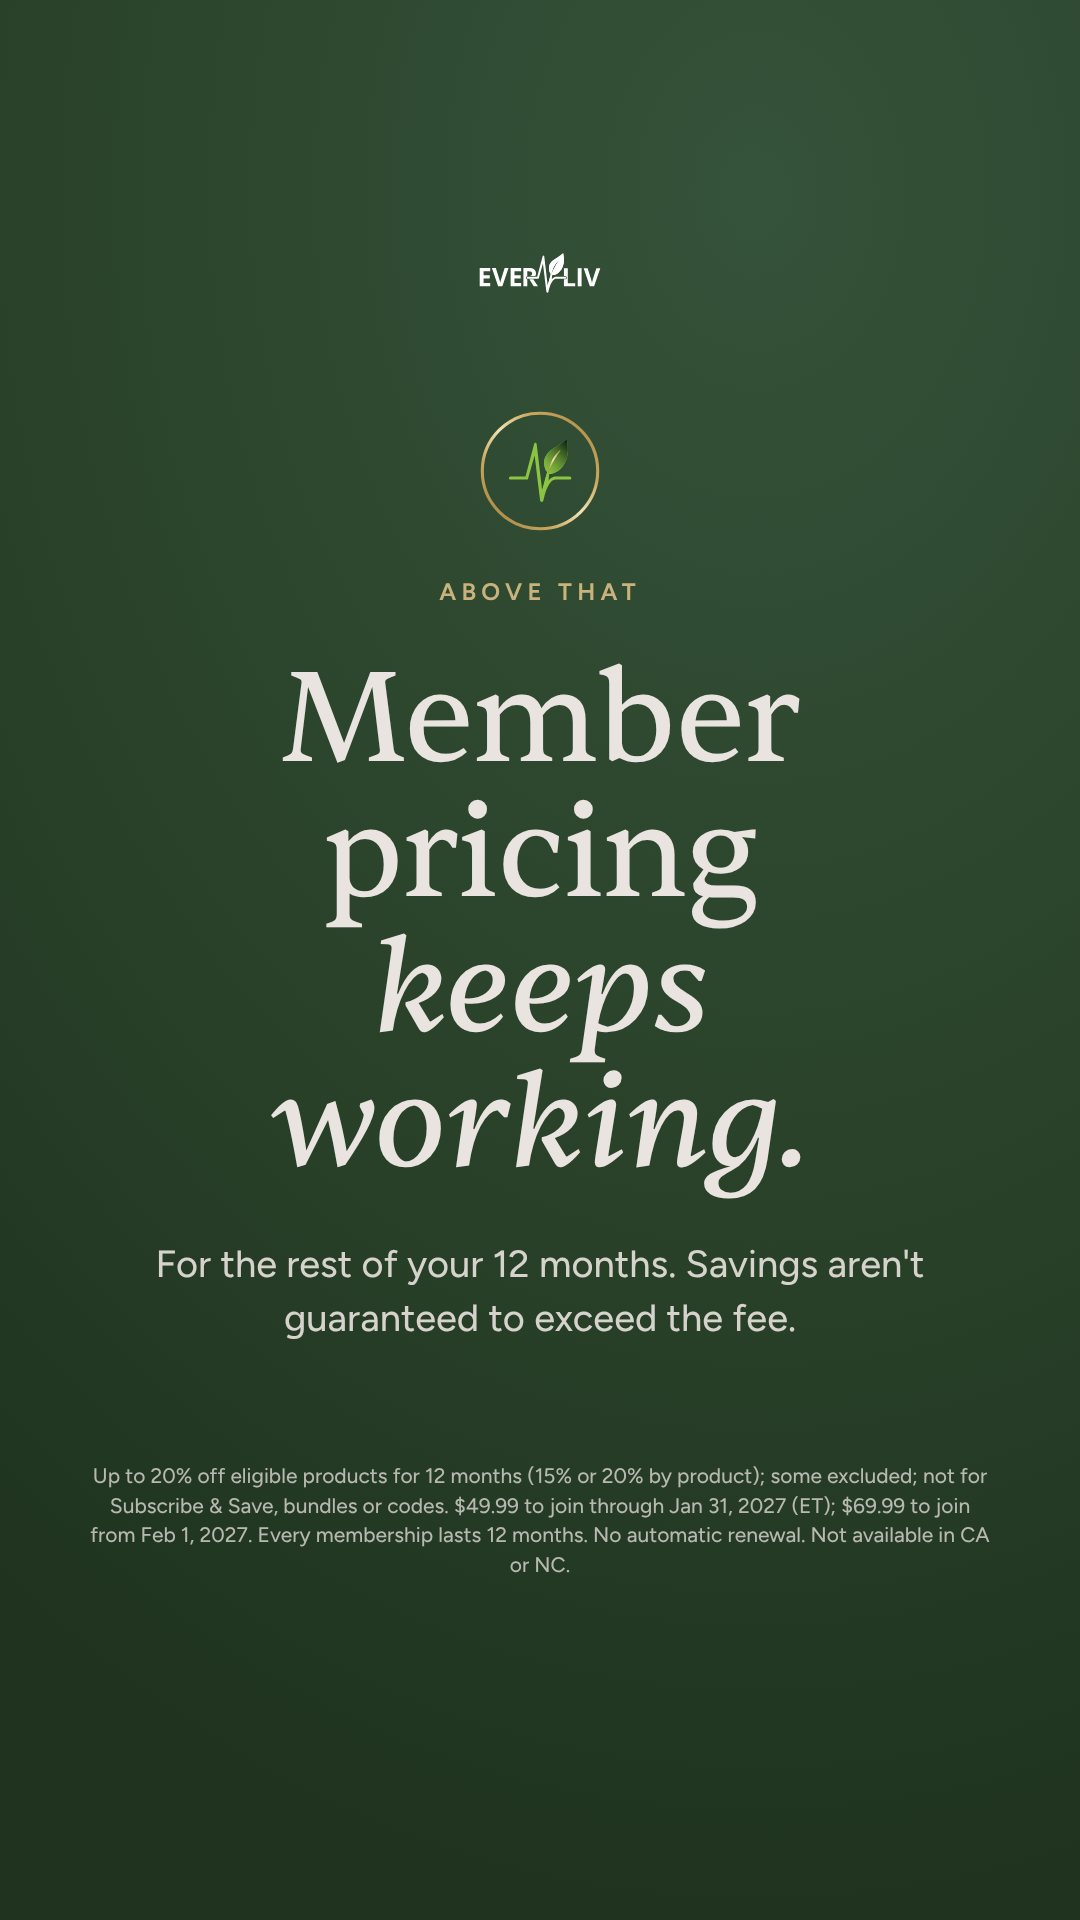 EVERLIV
ABOVE THAT
Member
pricing
keeps
working.
For the rest of your 12 months. Savings aren't
guaranteed to exceed the fee.
Up to 20% off eligible products for 12 months (15% or 20% by product); some excluded; not for
Subscribe & Save, bundles or codes. $49.99 to join through Jan 31, 2027 (ET); $69.99 to join
from Feb 1, 2027. Every membership lasts 12 months. No automatic renewal. Not available in CA
or NC.